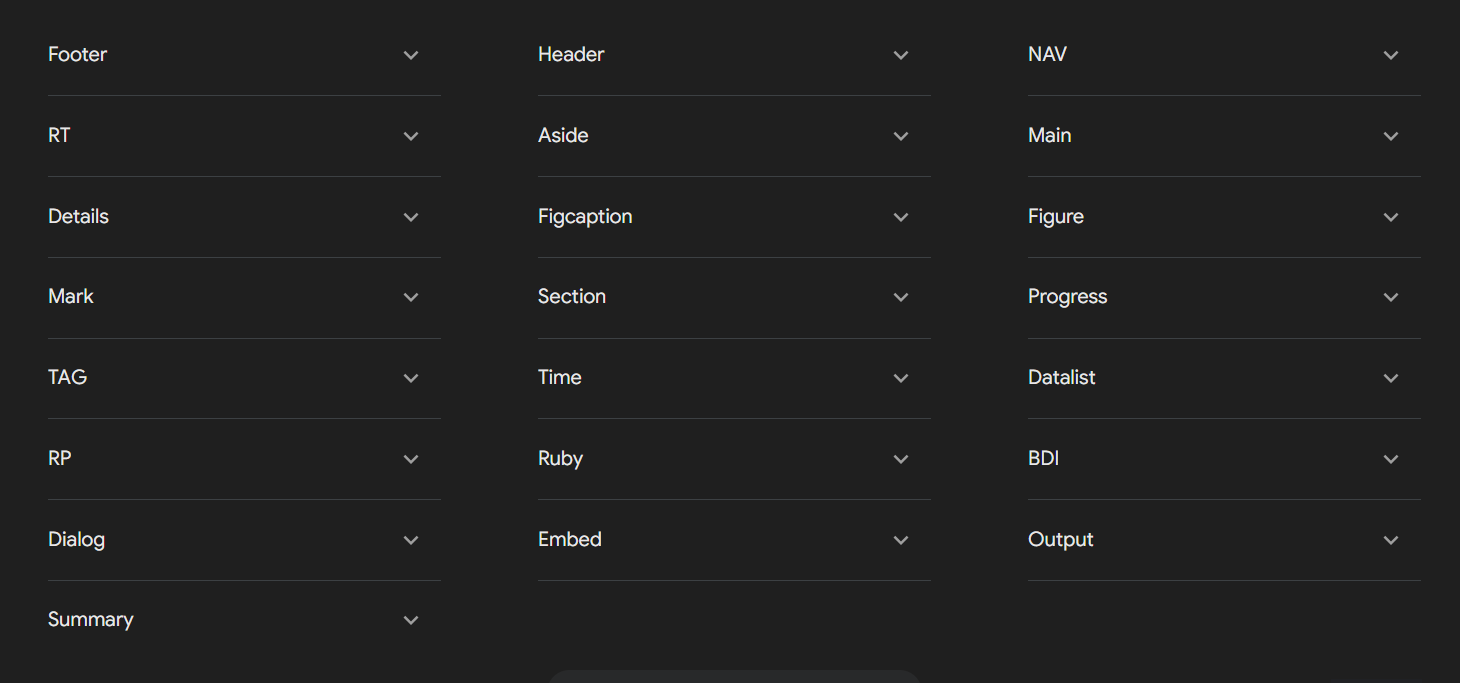 Footer
Header
NAV
RT
Aside
Main
Details
Figcaption
Figure
Mark
Section
Progress
TAG
Time
Datalist
RP
Ruby
BDI
Dialog
Embed
Output
Summary